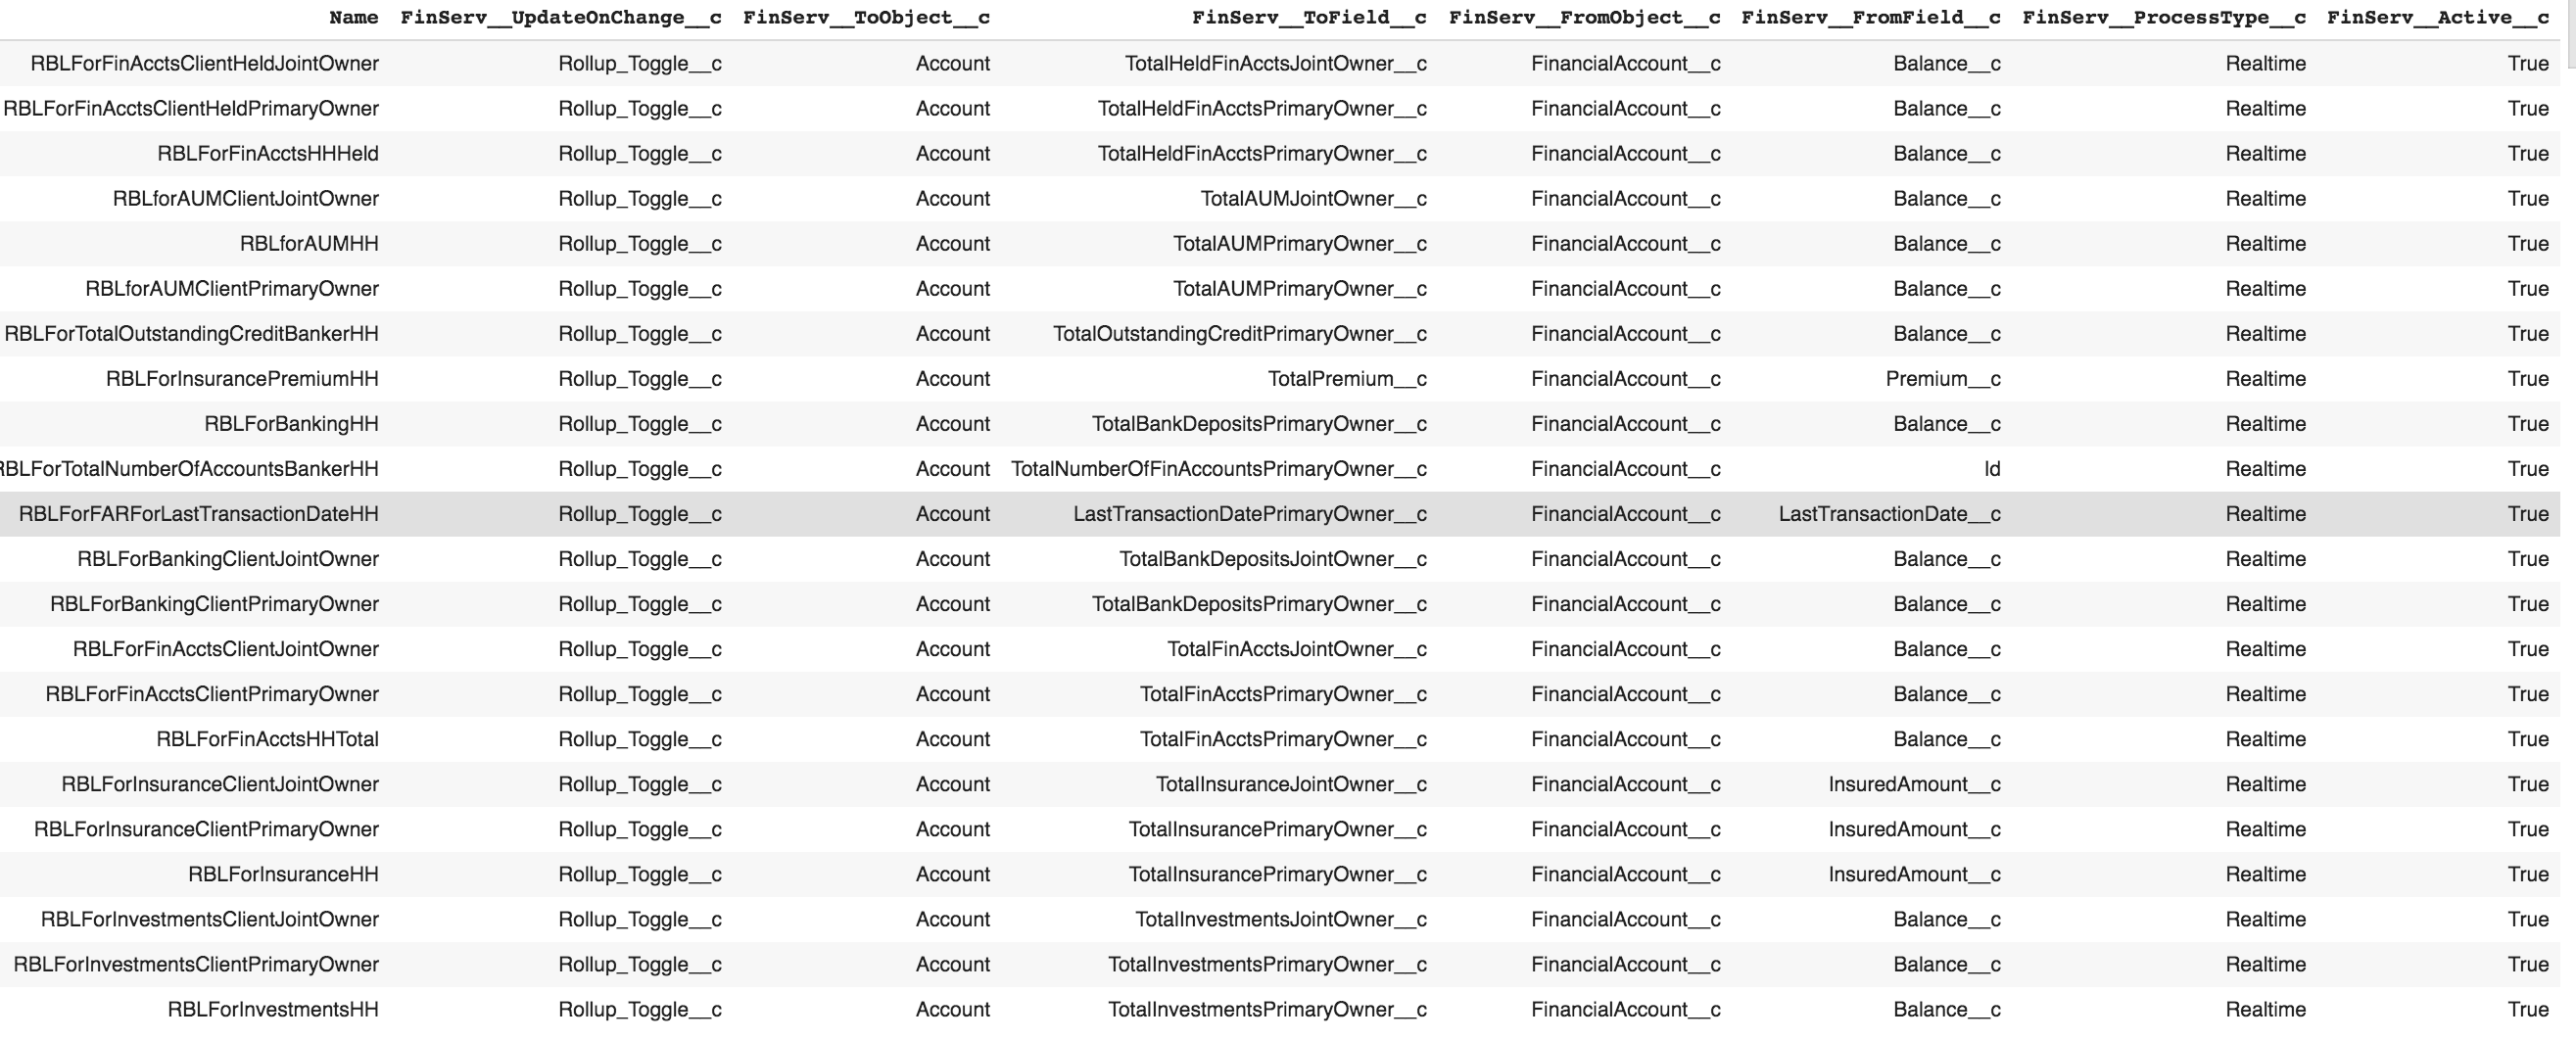 Name FinServ__UpdateOnChange__c FinServ__ToObject__c FinServ__ToField__c FinServ__FromObject__c FinServ__FromField__c FinServ__ProcessType__c FinServ__Active__c
RBLForFinAcctsClientHeldJointOwner Rollup_Toggle__c Account TotalHeldFinAcctsJointOwner__c FinancialAccount__c Balance__c Realtime True
RBLForFinAcctsClientHeldPrimaryOwner Rollup_Toggle__c Account TotalHeldFinAcctsPrimaryOwner__c FinancialAccount__c Balance__c Realtime True
RBLForFinAcctsHHHeld Rollup_Toggle__c Account TotalHeldFinAcctsPrimaryOwner__c FinancialAccount__c Balance__c Realtime True
RBLforAUMClientJointOwner Rollup_Toggle__c Account TotalAUMJointOwner__c FinancialAccount__c Balance__c Realtime True
RBLforAUMHH Rollup_Toggle__c Account TotalAUMPrimaryOwner__c FinancialAccount__c Balance__c Realtime True
RBLforAUMClientPrimaryOwner Rollup_Toggle__c Account TotalAUMPrimaryOwner__c FinancialAccount__c Balance__c Realtime True
RBLForTotalOutstandingCreditBankerHH Rollup_Toggle__c Account TotalOutstandingCreditPrimaryOwner__c FinancialAccount__c Balance__c Realtime True
RBLForInsurancePremiumHH Rollup_Toggle__c Account TotalPremium__c FinancialAccount__c Premium__c Realtime True
RBLForBankingHH Rollup_Toggle__c Account TotalBankDepositsPrimaryOwner__c FinancialAccount__c Balance__c Realtime True
RBLForTotalNumberOfAccountsBankerHH Rollup_Toggle__c Account TotalNumberOfFinAccountsPrimaryOwner__c FinancialAccount__c Id Realtime True
RBLForFARForLastTransactionDateHH Rollup_Toggle__c Account LastTransactionDatePrimaryOwner__c FinancialAccount__c LastTransactionDate__c Realtime True
RBLForBankingClientJointOwner Rollup_Toggle__c Account TotalBankDepositsJointOwner__c FinancialAccount__c Balance__c Realtime True
RBLForBankingClientPrimaryOwner Rollup_Toggle__c Account TotalBankDepositsPrimaryOwner__c FinancialAccount__c Balance__c Realtime True
RBLForFinAcctsClientJointOwner Rollup_Toggle__c Account TotalFinAcctsJointOwner__c FinancialAccount__c Balance__c Realtime True
RBLForFinAcctsClientPrimaryOwner Rollup_Toggle__c Account TotalFinAcctsPrimaryOwner__c FinancialAccount__c Balance__c Realtime True
RBLForFinAcctsHHTotal Rollup_Toggle__c Account TotalFinAcctsPrimaryOwner__c FinancialAccount__c Balance__c Realtime True
RBLForInsuranceClientJointOwner Rollup_Toggle__c Account TotalInsuranceJointOwner__c FinancialAccount__c InsuredAmount__c Realtime True
RBLForInsuranceClientPrimaryOwner Rollup_Toggle__c Account TotalInsurancePrimaryOwner__c FinancialAccount__c InsuredAmount__c Realtime True
RBLForInsuranceHH Rollup_Toggle__c Account TotalInsurancePrimaryOwner__c FinancialAccount__c InsuredAmount__c Realtime True
RBLForInvestmentsClientJointOwner Rollup_Toggle__c Account TotalInvestmentsJointOwner__c FinancialAccount__c Balance__c Realtime True
RBLForInvestmentsClientPrimaryOwner Rollup_Toggle__c Account TotalInvestmentsPrimaryOwner__c FinancialAccount__c Balance__c Realtime True
RBLForInvestmentsHH Rollup_Toggle__c Account TotalInvestmentsPrimaryOwner__c FinancialAccount__c Balance__c Realtime True